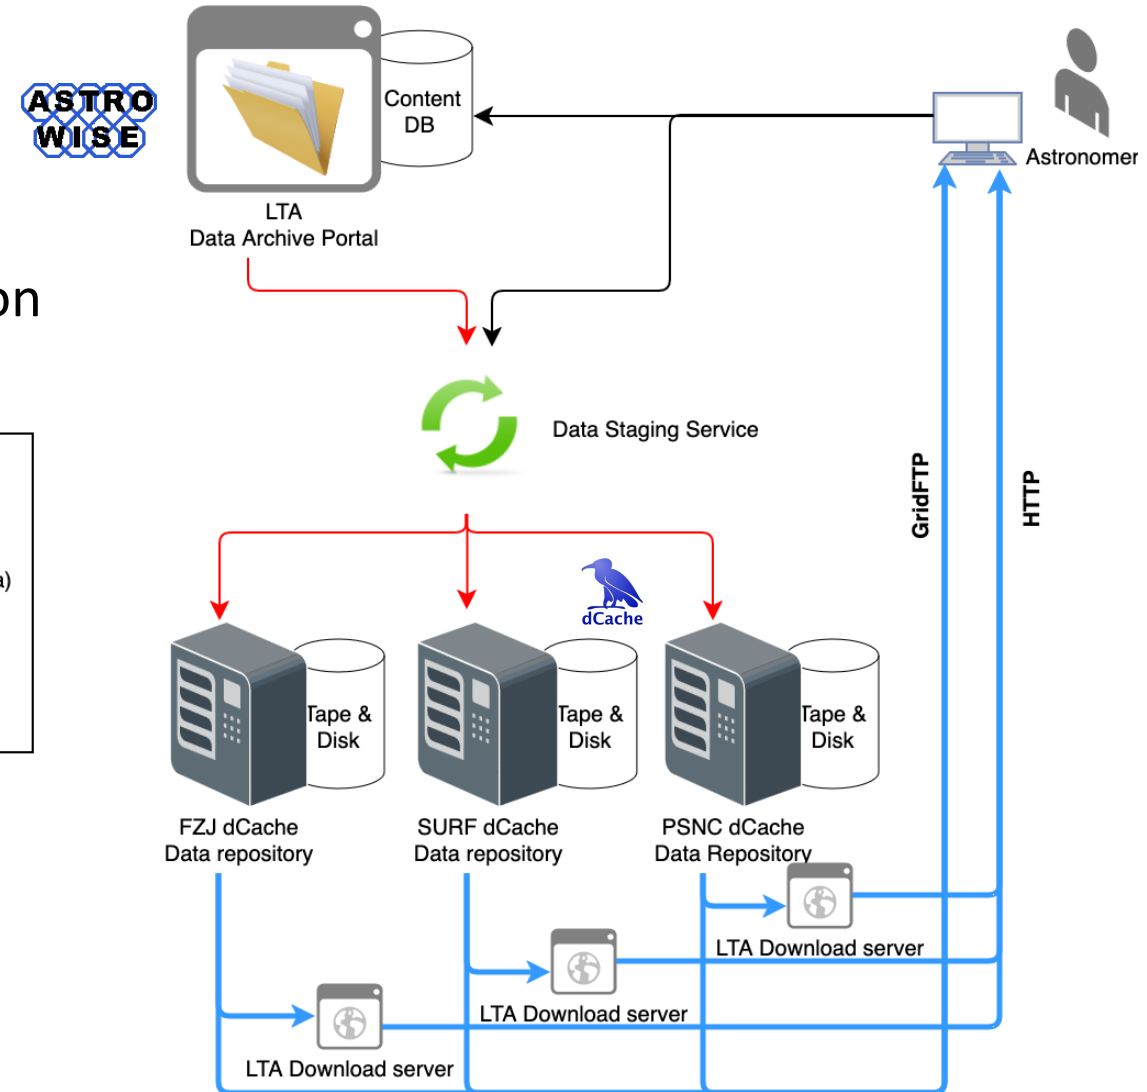 ASTRO
WISE
Content
DB
Astronomer
LTA
Data Archive Portal
on
Data Staging Service
GridFTP
HTTP
a)
dCache
Tape &
Disk
Tape &
Disk
Tape &
Disk
FZJ dCache
Data repository
SURF dCache
Data repository
PSNC dCache
Data Repository
LTA Download server
LTA Download server
LTA Download server